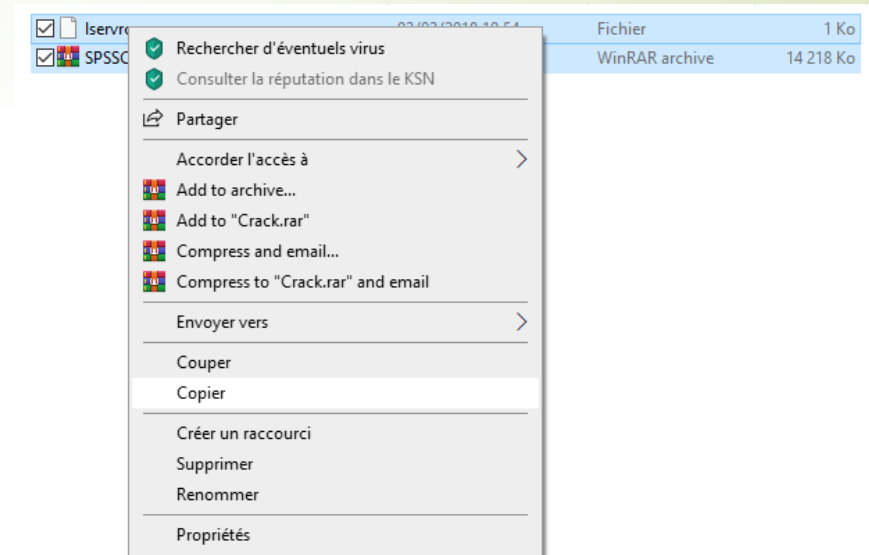 Fichier 1 Ko
WinRAR archive 14 218 Ko
Rechercher d'éventuels virus
Consulter la réputation dans le KSN
Partager
Accorder l'accès à
Add to archive...
Add to "Crack.rar"
Compress and email...
Compress to "Crack.rar" and email
Envoyer vers
Couper
Copier
Créer un raccourci
Supprimer
Renommer
Propriétés